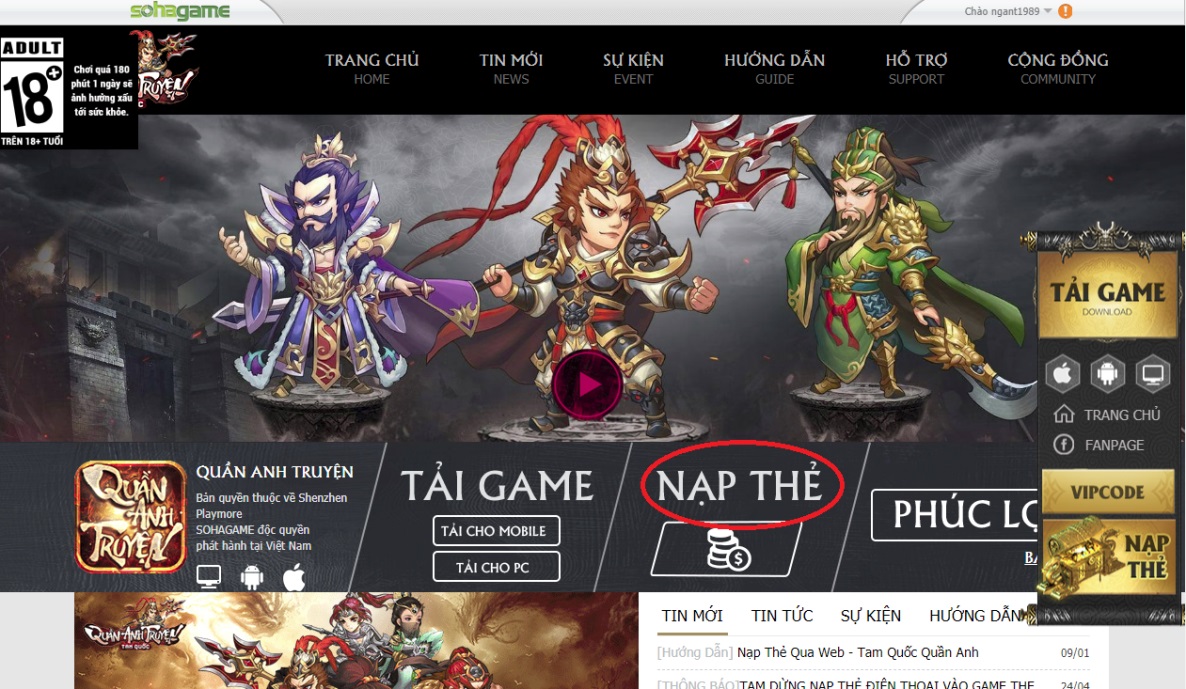 sohagame
Chào ngant1989
ADULT
18+
TRÊN 18+ TUỔI
Chơi quá 180
phút 1 ngày sẽ
ảnh hưởng xấu
tới sức khỏe.
TRUYỆN
TRANG CHỦ
HOME
TIN MỚI
NEWS
SỰ KIỆN
EVENT
HƯỚNG DẪN
GUIDE
HỖ TRỢ
SUPPORT
CỘNG ĐỒNG
COMMUNITY
TẢI GAME
DOWNLOAD
TRANG CHỦ
FANPAGE
VIPCODE
NẠP
THẺ
QUẦN
ANH
TRUYỆN
QUẦN ANH TRUYỆN
Bản quyền thuộc về Shenzhen
Playmore
SOHAGAME độc quyền
phát hành tại Việt Nam
TẢI GAME
TẢI CHO MOBILE
TẢI CHO PC
NẠP THẺ
PHÚC LỢ
BẢ
QUẦN ANH TRUYỆN
TAM QUỐC
TIN MỚI
TIN TỨC
SỰ KIỆN
HƯỚNG DẪN
[Hướng Dẫn] Nạp Thẻ Qua Web - Tam Quốc Quần Anh 09/01
[THÔNG BÁO]TẠM DỪNG NẠP THẺ ĐIỆN THOẠI VÀO GAME THE 24/04